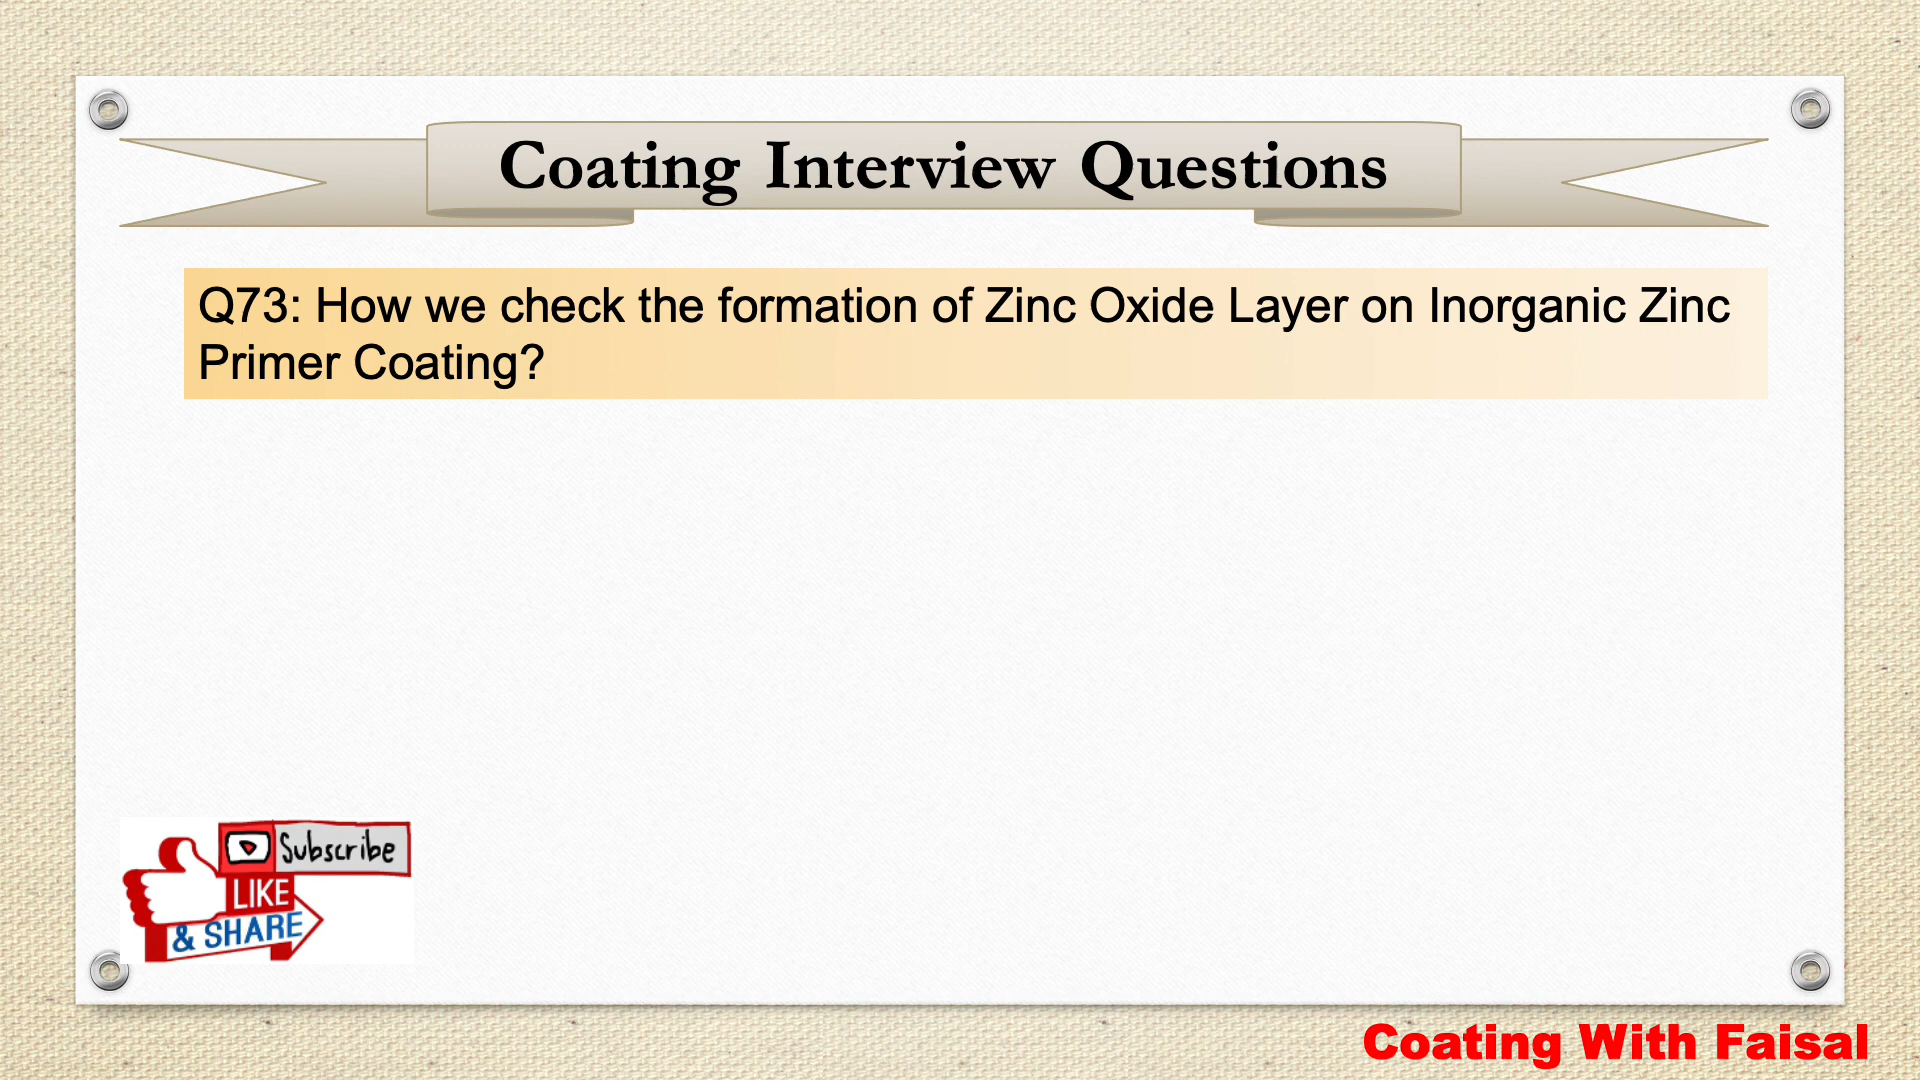 Coating Interview Questions
Q73: How we check the formation of Zinc Oxide Layer on Inorganic Zinc
Primer Coating?
Subscribe
LIKE
& SHARE
Coating With Faisal